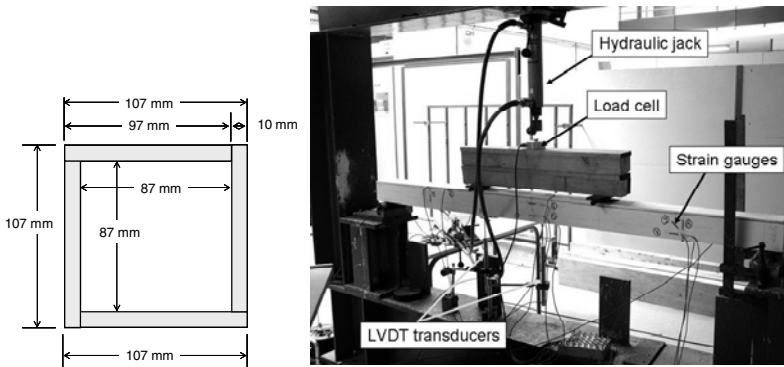 107 mm
97 mm
10 mm
87 mm
107 mm
87 mm
107 mm
Hydraulic jack
Load cell
Strain gauges
LVDT transducers